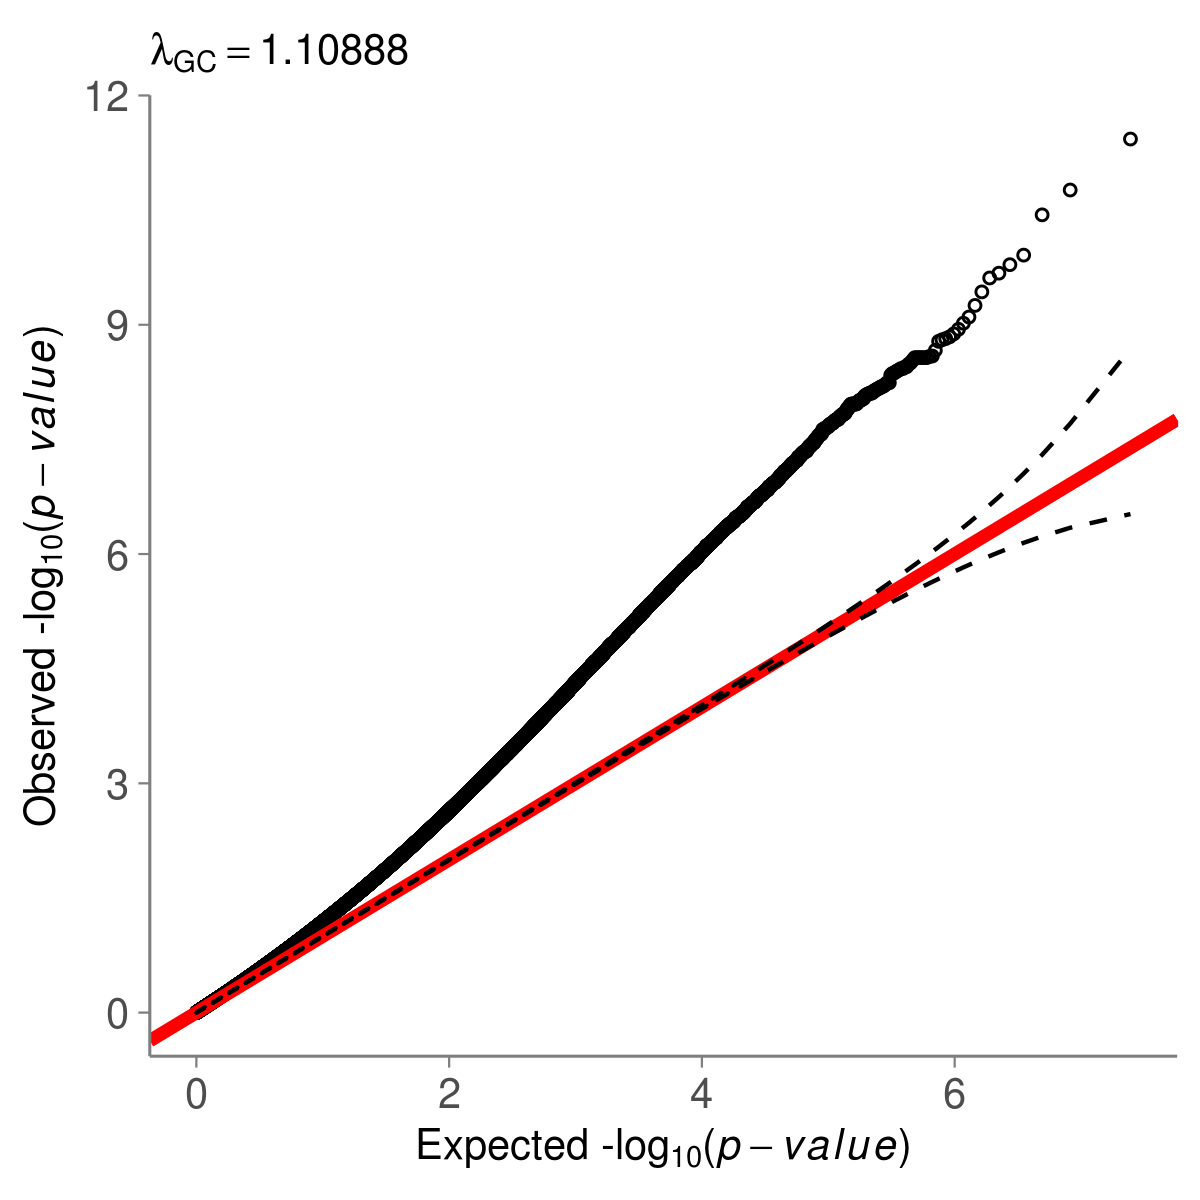 λGC = 1.10888
12
9
6
3
0
Observed -log10(p − value)
0 2 4 6
Expected -log10(p − value)